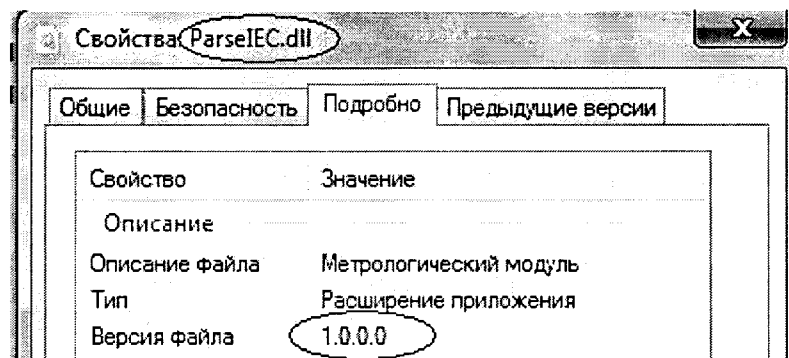 Свойства: ParseIEC.dll
Общие Безопасность Подробно Предыдущие версии
Свойство Значение
Описание
Описание файла Метрологический модуль
Тип Расширение приложения
Версия файла 1.0.0.0